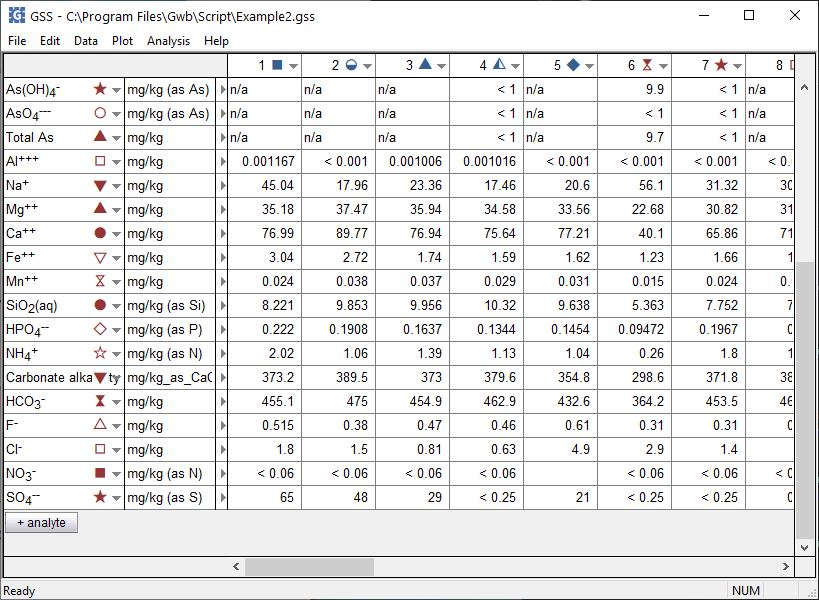 GSS - C:\Program Files\Gwb\Script\Example2.gss
File Edit Data Plot Analysis Help
1 2 3 4 5 6 7 8
As(OH)4- mg/kg (as As) n/a n/a n/a < 1 n/a 9.9 < 1 n/a
AsO4--- mg/kg (as As) n/a n/a n/a < 1 n/a < 1 < 1 n/a
Total As mg/kg n/a n/a n/a < 1 n/a 9.7 < 1 n/a
Al+++ mg/kg 0.001167 < 0.001 0.001006 0.001016 < 0.001 < 0.001 < 0.001 < 0.
Na+ mg/kg 45.04 17.96 23.36 17.46 20.6 56.1 31.32 30
Mg++ mg/kg 35.18 37.47 35.94 34.58 33.56 22.68 30.82 31
Ca++ mg/kg 76.99 89.77 76.94 75.64 77.21 40.1 65.86 71
Fe++ mg/kg 3.04 2.72 1.74 1.59 1.62 1.23 1.66 1
Mn++ mg/kg 0.024 0.038 0.037 0.029 0.031 0.015 0.024 0.
SiO2(aq) mg/kg (as Si) 8.221 9.853 9.956 10.32 9.638 5.363 7.752 7
HPO4-- mg/kg (as P) 0.222 0.1908 0.1637 0.1344 0.1454 0.09472 0.1967 0
NH4+ mg/kg (as N) 2.02 1.06 1.39 1.13 1.04 0.26 1.8 1
Carbonate alka ty mg/kg_as_CaC 373.2 389.5 373 379.6 354.8 298.6 371.8 38
HCO3- mg/kg 455.1 475 454.9 462.9 432.6 364.2 453.5 46
F- mg/kg 0.515 0.38 0.47 0.46 0.61 0.31 0.31 0
Cl- mg/kg 1.8 1.5 0.81 0.63 4.9 2.9 1.4
NO3- mg/kg (as N) < 0.06 < 0.06 < 0.06 < 0.06 < 0.06 < 0.06 < 0
SO4-- mg/kg (as S) 65 48 29 < 0.25 21 < 0.25 < 0.25 0
+ analyte
Ready NUM